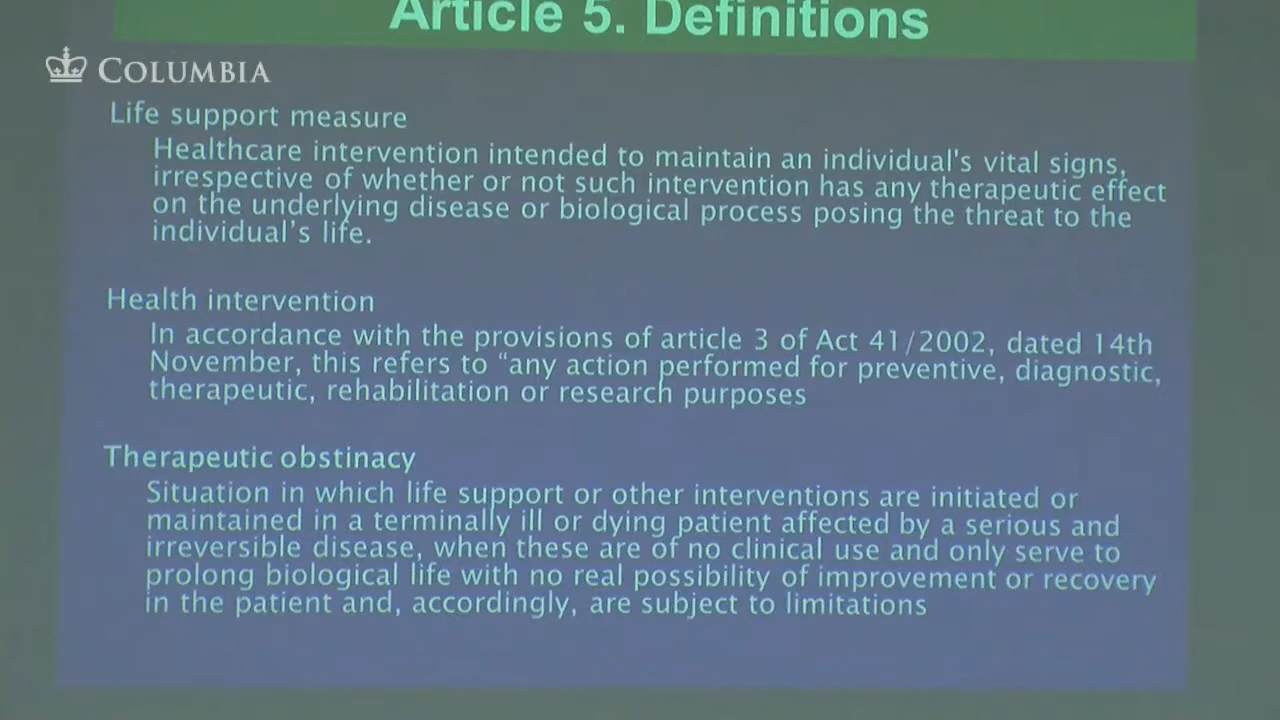 Article 5. Definitions
COLUMBIA
Life support measure
Healthcare intervention intended to maintain an individual's vital signs,
irrespective of whether or not such intervention has any therapeutic effect
on the underlying disease or biological process posing the threat to the
individual's life.
Health intervention
In accordance with the provisions of article 3 of Act 41/2002, dated 14th
November, this refers to “any action performed for preventive, diagnostic,
therapeutic, rehabilitation or research purposes
Therapeutic obstinacy
Situation in which life support or other interventions are initiated or
maintained in a terminally ill or dying patient affected by a serious and
irreversible disease, when these are of no clinical use and only serve to
prolong biological life with no real possibility of improvement or recovery
in the patient and, accordingly, are subject to limitations